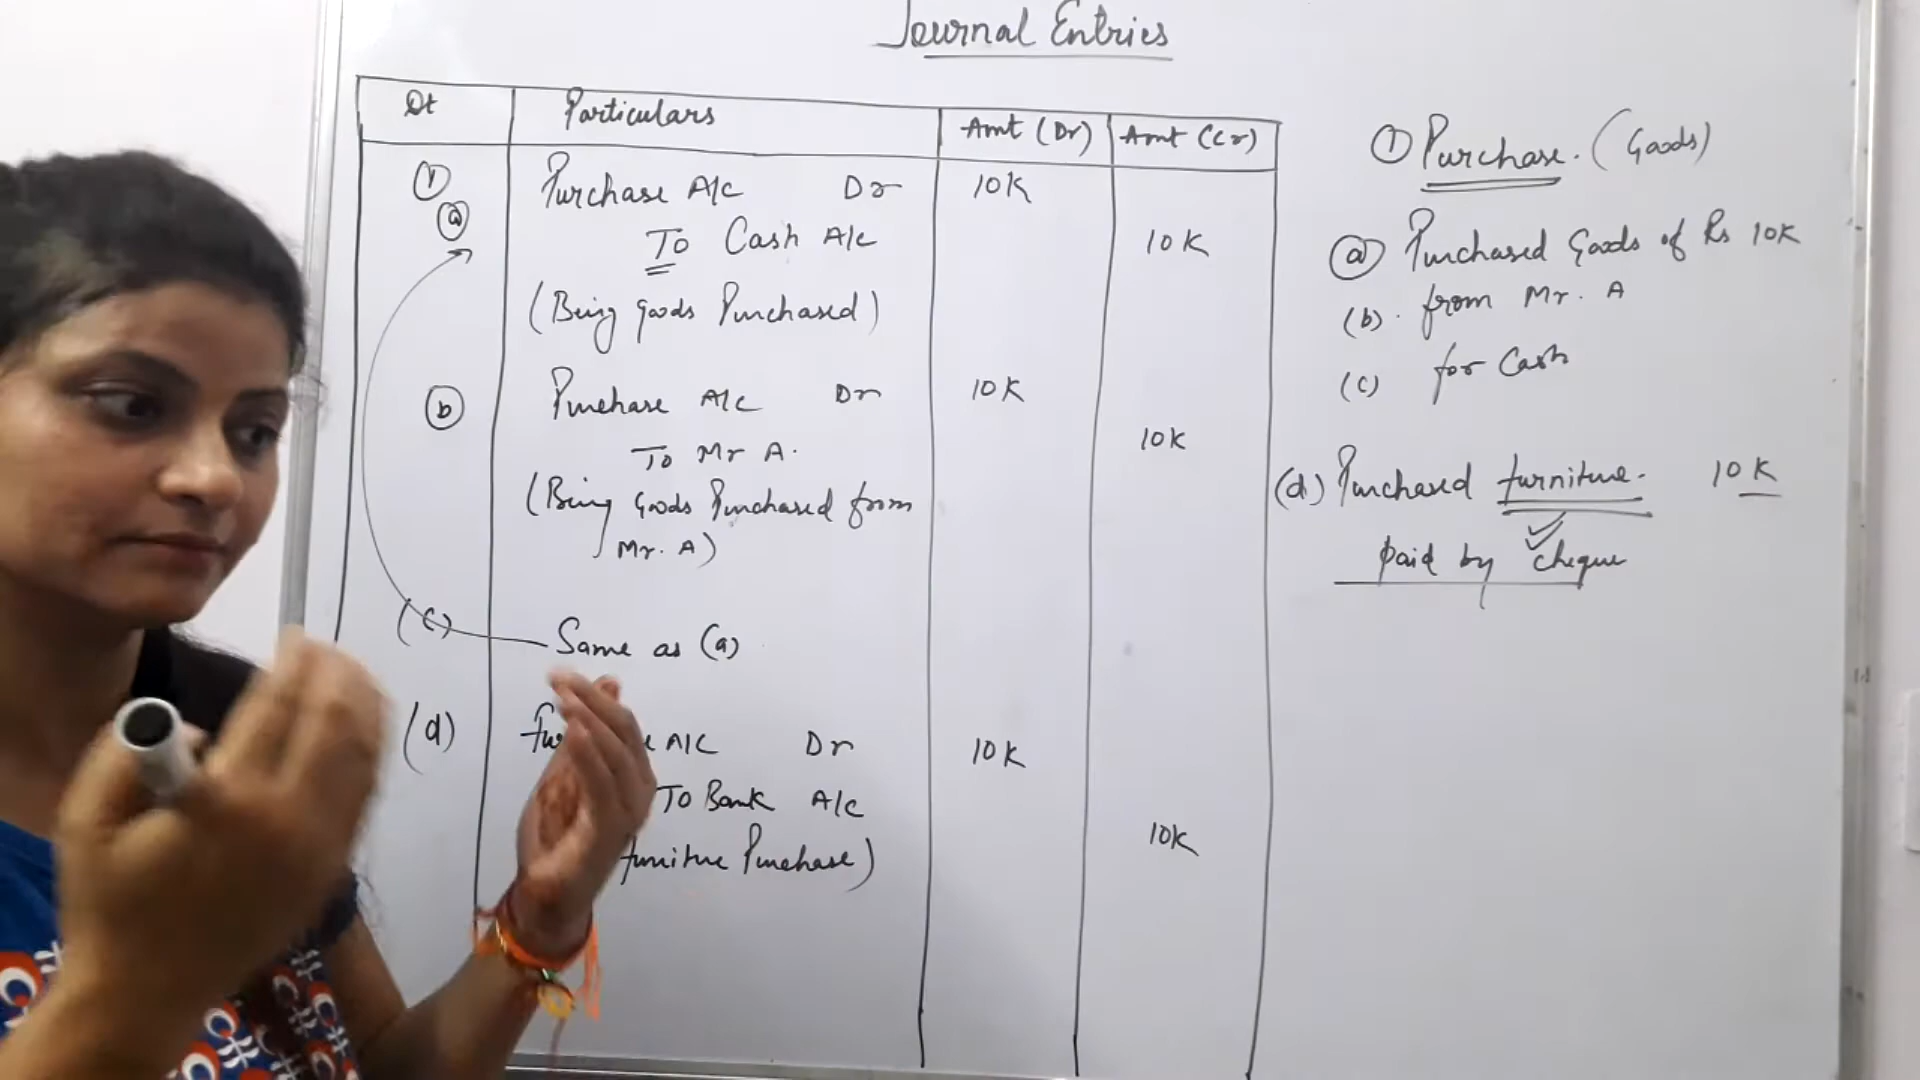 Journal Entries
Dt Particulars Amt (Dr) Amt (Cr)
1 Purchase A/c Dr 10K
a To Cash A/c 10K
(Being goods Purchased)
b Purchase A/c Dr 10K
To Mr A. 10K
(Being Goods Purchased from
Mr. A)
(c) Same as (a)
(d) A/c Dr 10K
To Bank A/c
10K
furniture Purchase)
1 Purchase. (Goods)
a Purchased Goods of Rs 10K
(b). from Mr. A
(c) for Cash
(d) Purchased furniture. 10K
paid by cheque